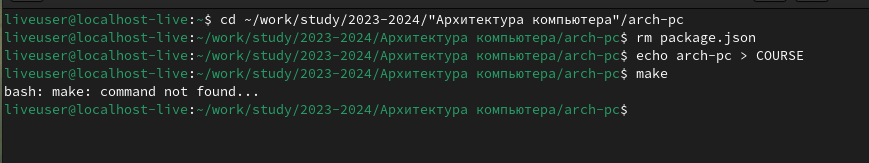 liveuser@localhost-live:~$ cd ~/work/study/2023-2024/"Архитектура компьютера"/arch-pc
liveuser@localhost-live:~/work/study/2023-2024/Архитектура компьютера/arch-pc$ rm package.json
liveuser@localhost-live:~/work/study/2023-2024/Архитектура компьютера/arch-pc$ echo arch-pc > COURSE
liveuser@localhost-live:~/work/study/2023-2024/Архитектура компьютера/arch-pc$ make
bash: make: command not found...
liveuser@localhost-live:~/work/study/2023-2024/Архитектура компьютера/arch-pc$